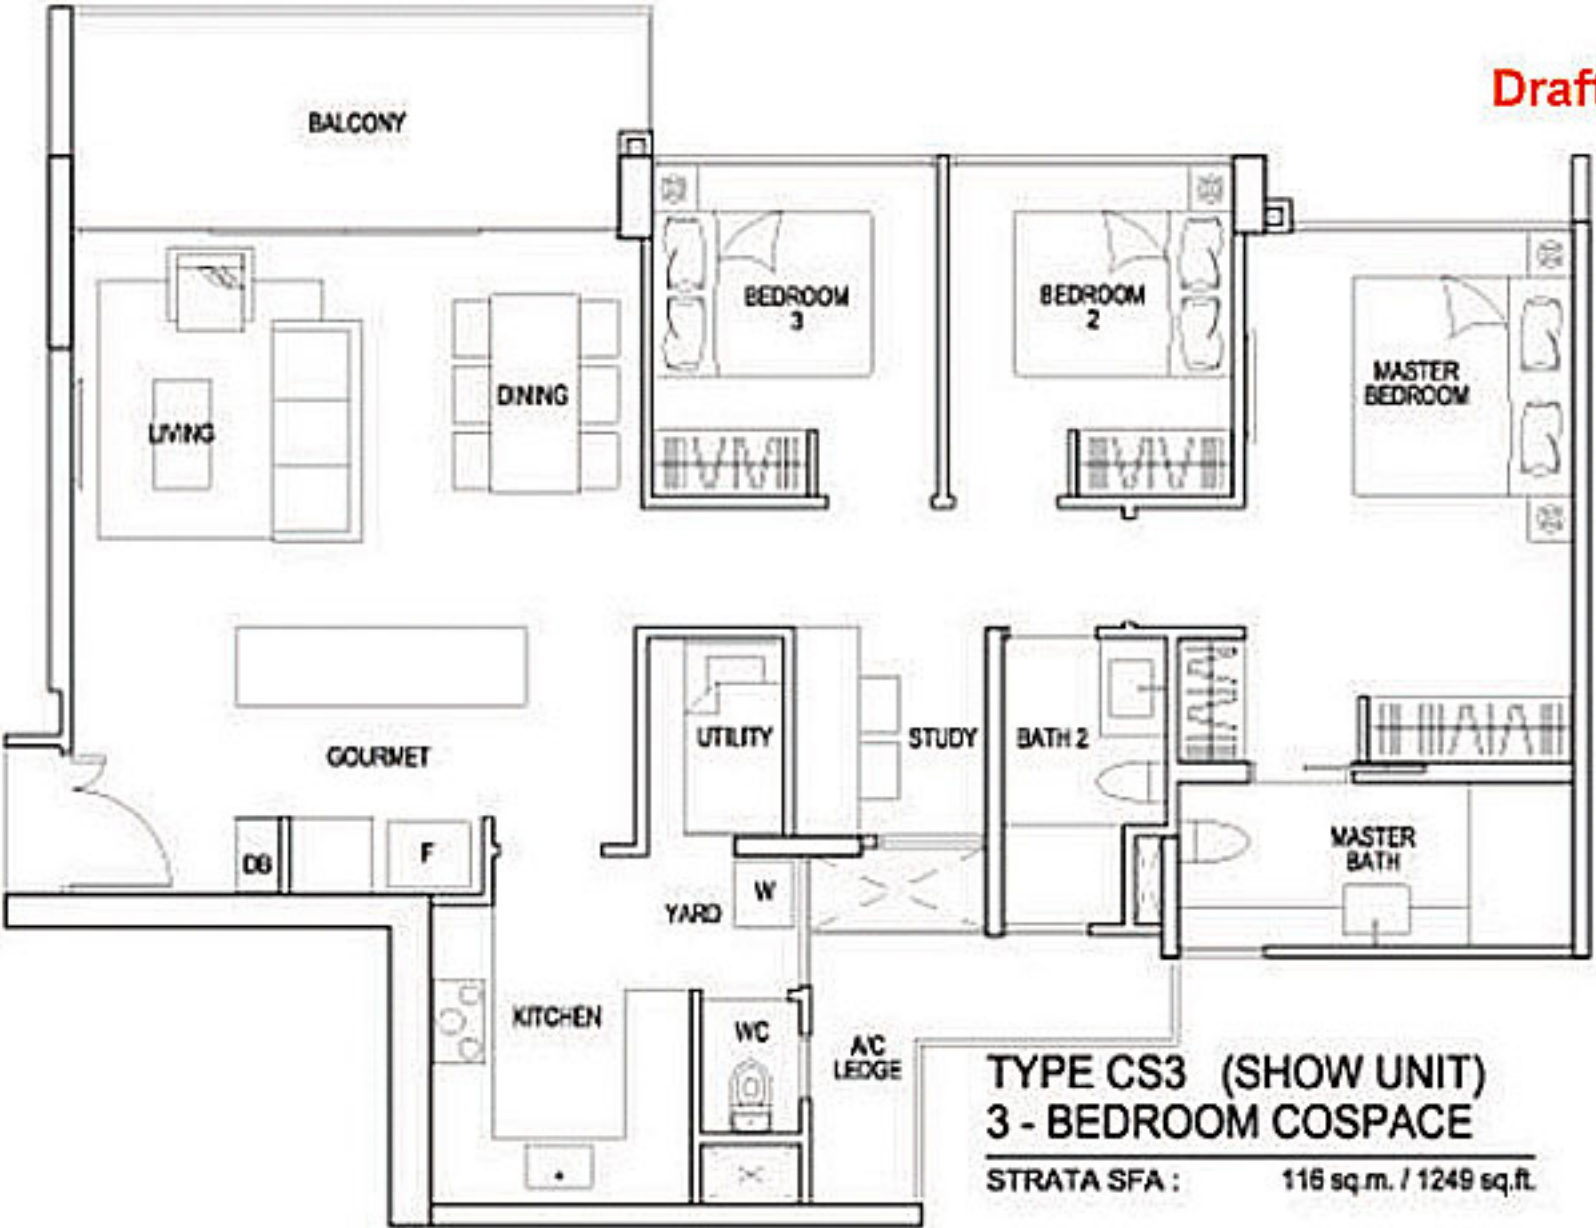 Draft
BALCONY
BEDROOM
3
BEDROOM
2
MASTER
BEDROOM
DINING
LIVING
GOURMET
UTILITY
STUDY
BATH 2
MASTER
BATH
DB
F
W
YARD
KITCHEN
WC
A/C
LEDGE
TYPE CS3 (SHOW UNIT)
3 - BEDROOM COSPACE
STRATA SFA : 116 sq.m. / 1249 sq.ft.